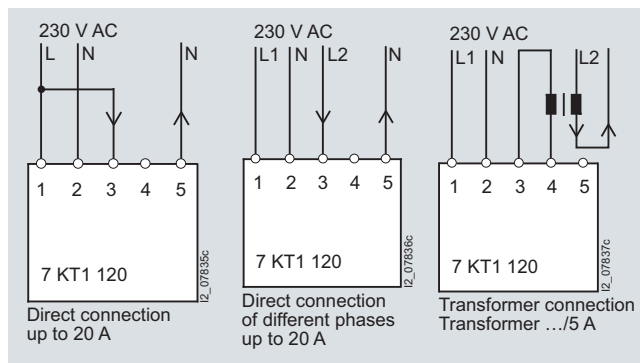 230 V AC
L N N
1 2 3 4 5
7 KT1 120
I2_07835c
Direct connection
up to 20 A
230 V AC
L1 N L2 N
1 2 3 4 5
7 KT1 120
I2_07836c
Direct connection
of different phases
up to 20 A
230 V AC
L1 N L2
1 2 3 4 5
7 KT1 120
I2_07837c
Transformer connection
Transformer …/5 A